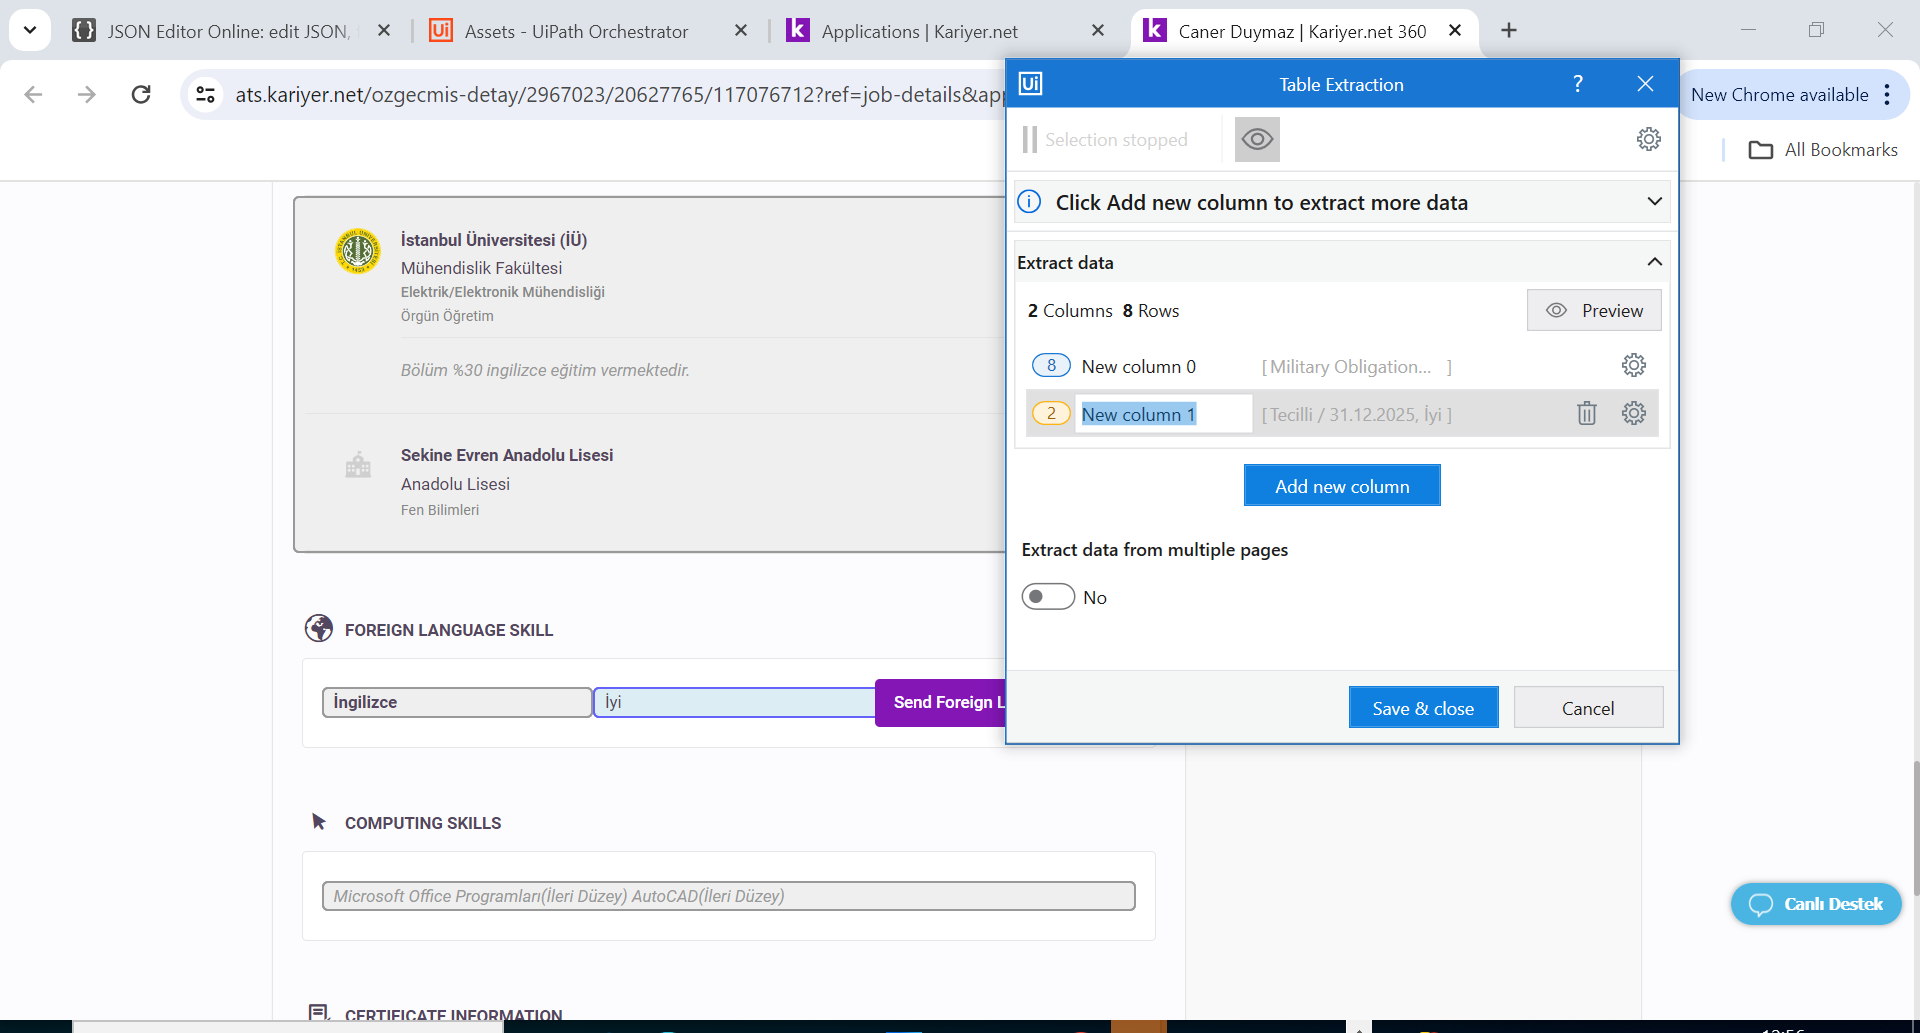 JSON Editor Online: edit JSON,
Assets - UiPath Orchestrator
Applications | Kariyer.net
Caner Duymaz | Kariyer.net 360
ats.kariyer.net/ozgecmis-detay/2967023/20627765/117076712?ref=job-details&app
New Chrome available
All Bookmarks
Ui Table Extraction ?
Selection stopped
Click Add new column to extract more data
Extract data
2 Columns 8 Rows
Preview
8 New column 0 [ Military Obligation... ]
2 New column 1 [ Tecilli / 31.12.2025, İyi ]
Add new column
Extract data from multiple pages
No
Save & close
Cancel
İstanbul Üniversitesi (İÜ)
Mühendislik Fakültesi
Elektrik/Elektronik Mühendisliği
Örgün Öğretim
Bölüm %30 ingilizce eğitim vermektedir.
Sekine Evren Anadolu Lisesi
Anadolu Lisesi
Fen Bilimleri
FOREIGN LANGUAGE SKILL
İngilizce
İyi
Send Foreign L
COMPUTING SKILLS
Microsoft Office Programları(İleri Düzey) AutoCAD(İleri Düzey)
Canlı Destek
CERTIFICATE INFORMATION